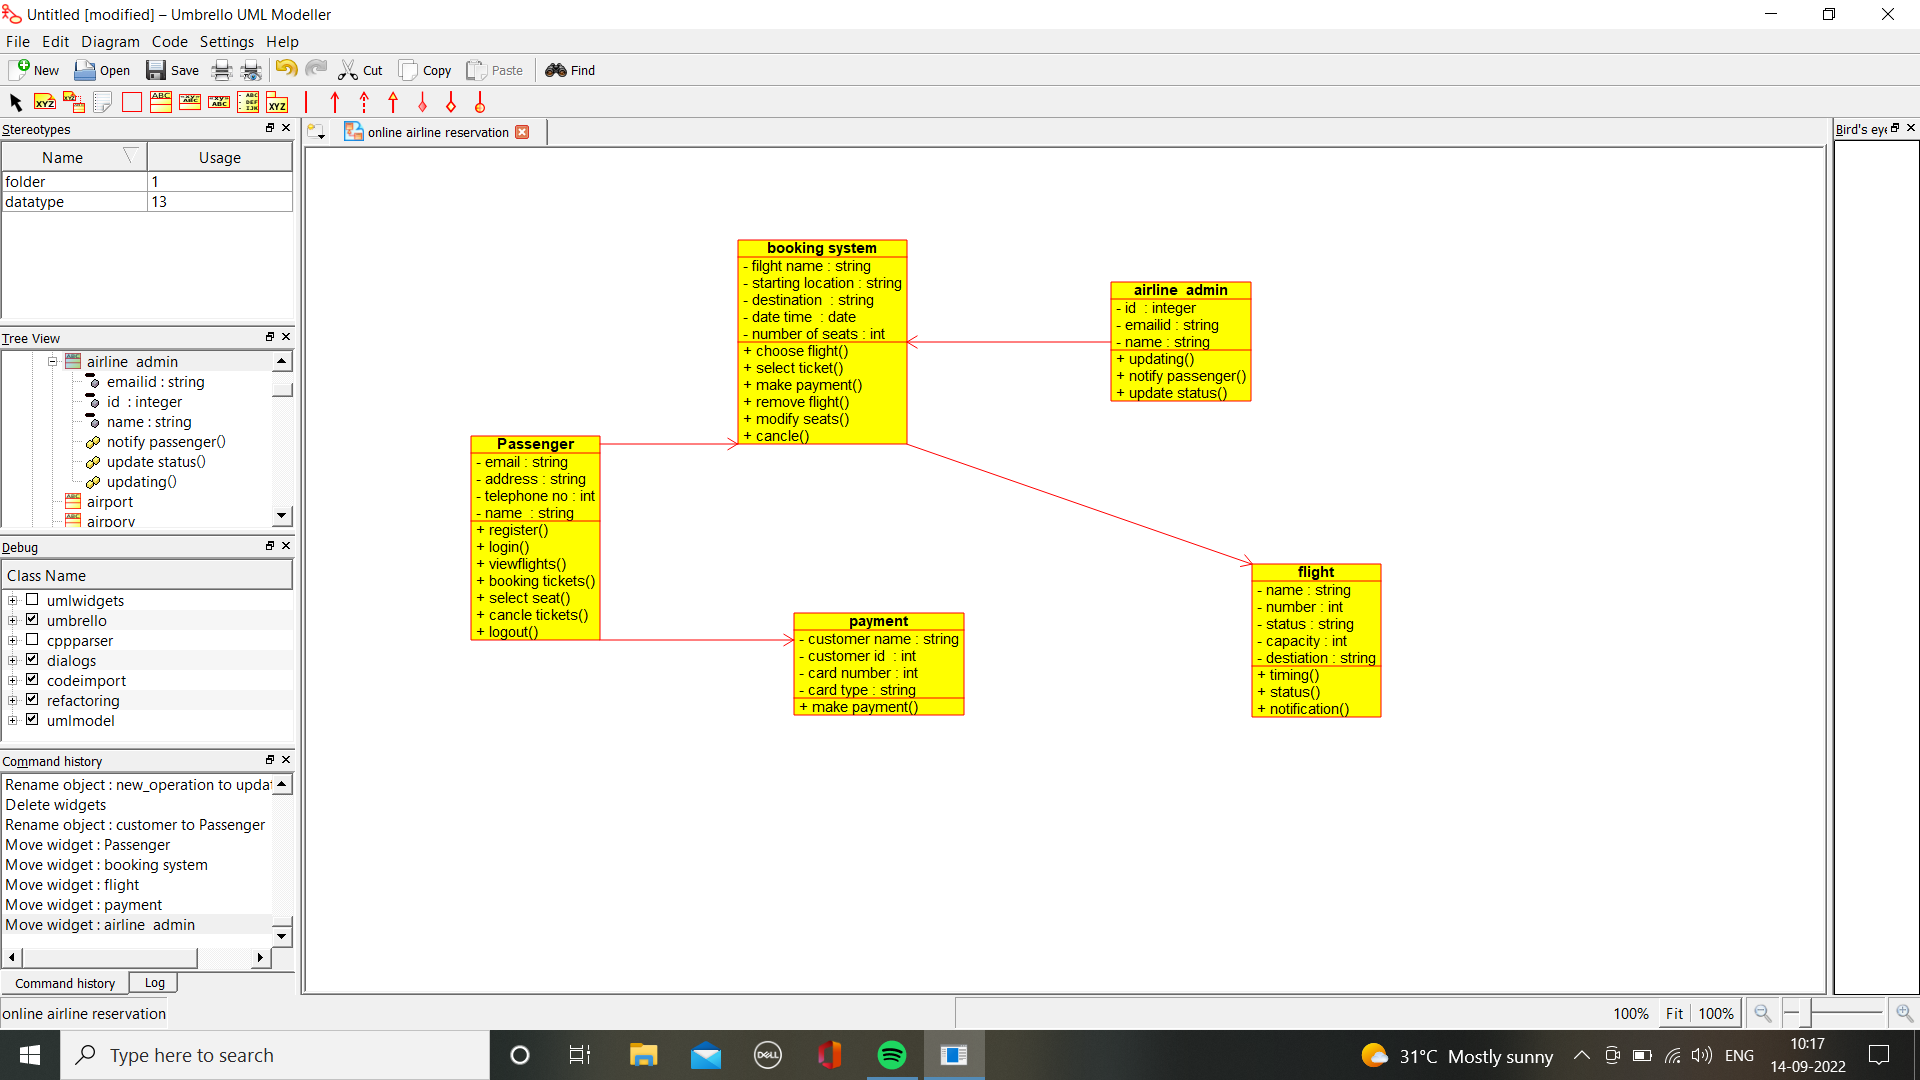 Untitled [modified] – Umbrello UML Modeller
File Edit Diagram Code Settings Help
New Open Save Cut Copy Paste Find
Stereotypes
Name Usage
folder 1
datatype 13
Tree View
airline admin
emailid : string
id : integer
name : string
notify passenger()
update status()
updating()
airport
airporv
Debug
Class Name
umlwidgets
umbrello
cppparser
dialogs
codeimport
refactoring
umlmodel
Command history
Rename object : new_operation to updat
Delete widgets
Rename object : customer to Passenger
Move widget : Passenger
Move widget : booking system
Move widget : flight
Move widget : payment
Move widget : airline admin
Command history Log
online airline reservation
online airline reservation
booking system
- filght name : string
- starting location : string
- destination : string
- date time : date
- number of seats : int
+ choose flight()
+ select ticket()
+ make payment()
+ remove flight()
+ modify seats()
+ cancle()
airline admin
- id : integer
- emailid : string
- name : string
+ updating()
+ notify passenger()
+ update status()
Passenger
- email : string
- address : string
- telephone no : int
- name : string
+ register()
+ login()
+ viewflights()
+ booking tickets()
+ select seat()
+ cancle tickets()
+ logout()
payment
- customer name : string
- customer id : int
- card number : int
- card type : string
+ make payment()
flight
- name : string
- number : int
- status : string
- capacity : int
- destiation : string
+ timing()
+ status()
+ notification()
Bird's eye
100% Fit 100%
Type here to search
DELL
31°C Mostly sunny
ENG
10:17
14-09-2022